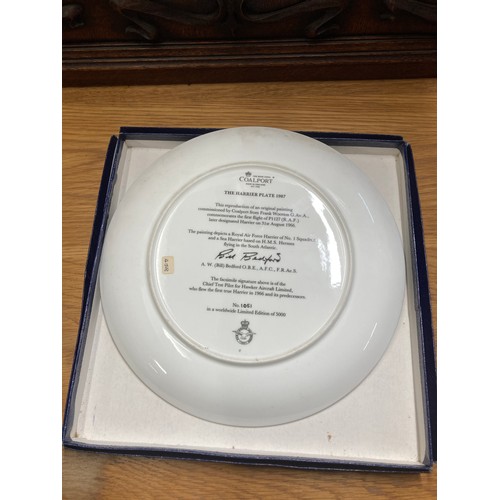 COALPORT
THE HARRIER PLATE 1987
This reproduction of an original painting
commissioned by Coalport from Frank Wootton G.Av.A.,
commemorates the first flight of P1127 (R.A.F.)
later designated Harrier on 31st August 1966.
The painting depicts a Royal Air Force Harrier of No. 1 Squadron
and a Sea Harrier based on H.M.S. Hermes
flying in the South Atlantic.
Bill Bedford
A. W. (Bill) Bedford O.B.E., A.F.C., F.R.Ae.S.
The facsimile signature above is of the
Chief Test Pilot for Hawker Aircraft Limited,
who flew the first true Harrier in 1966 and its predecessors.
No. 1051
in a worldwide Limited Edition of 5000.